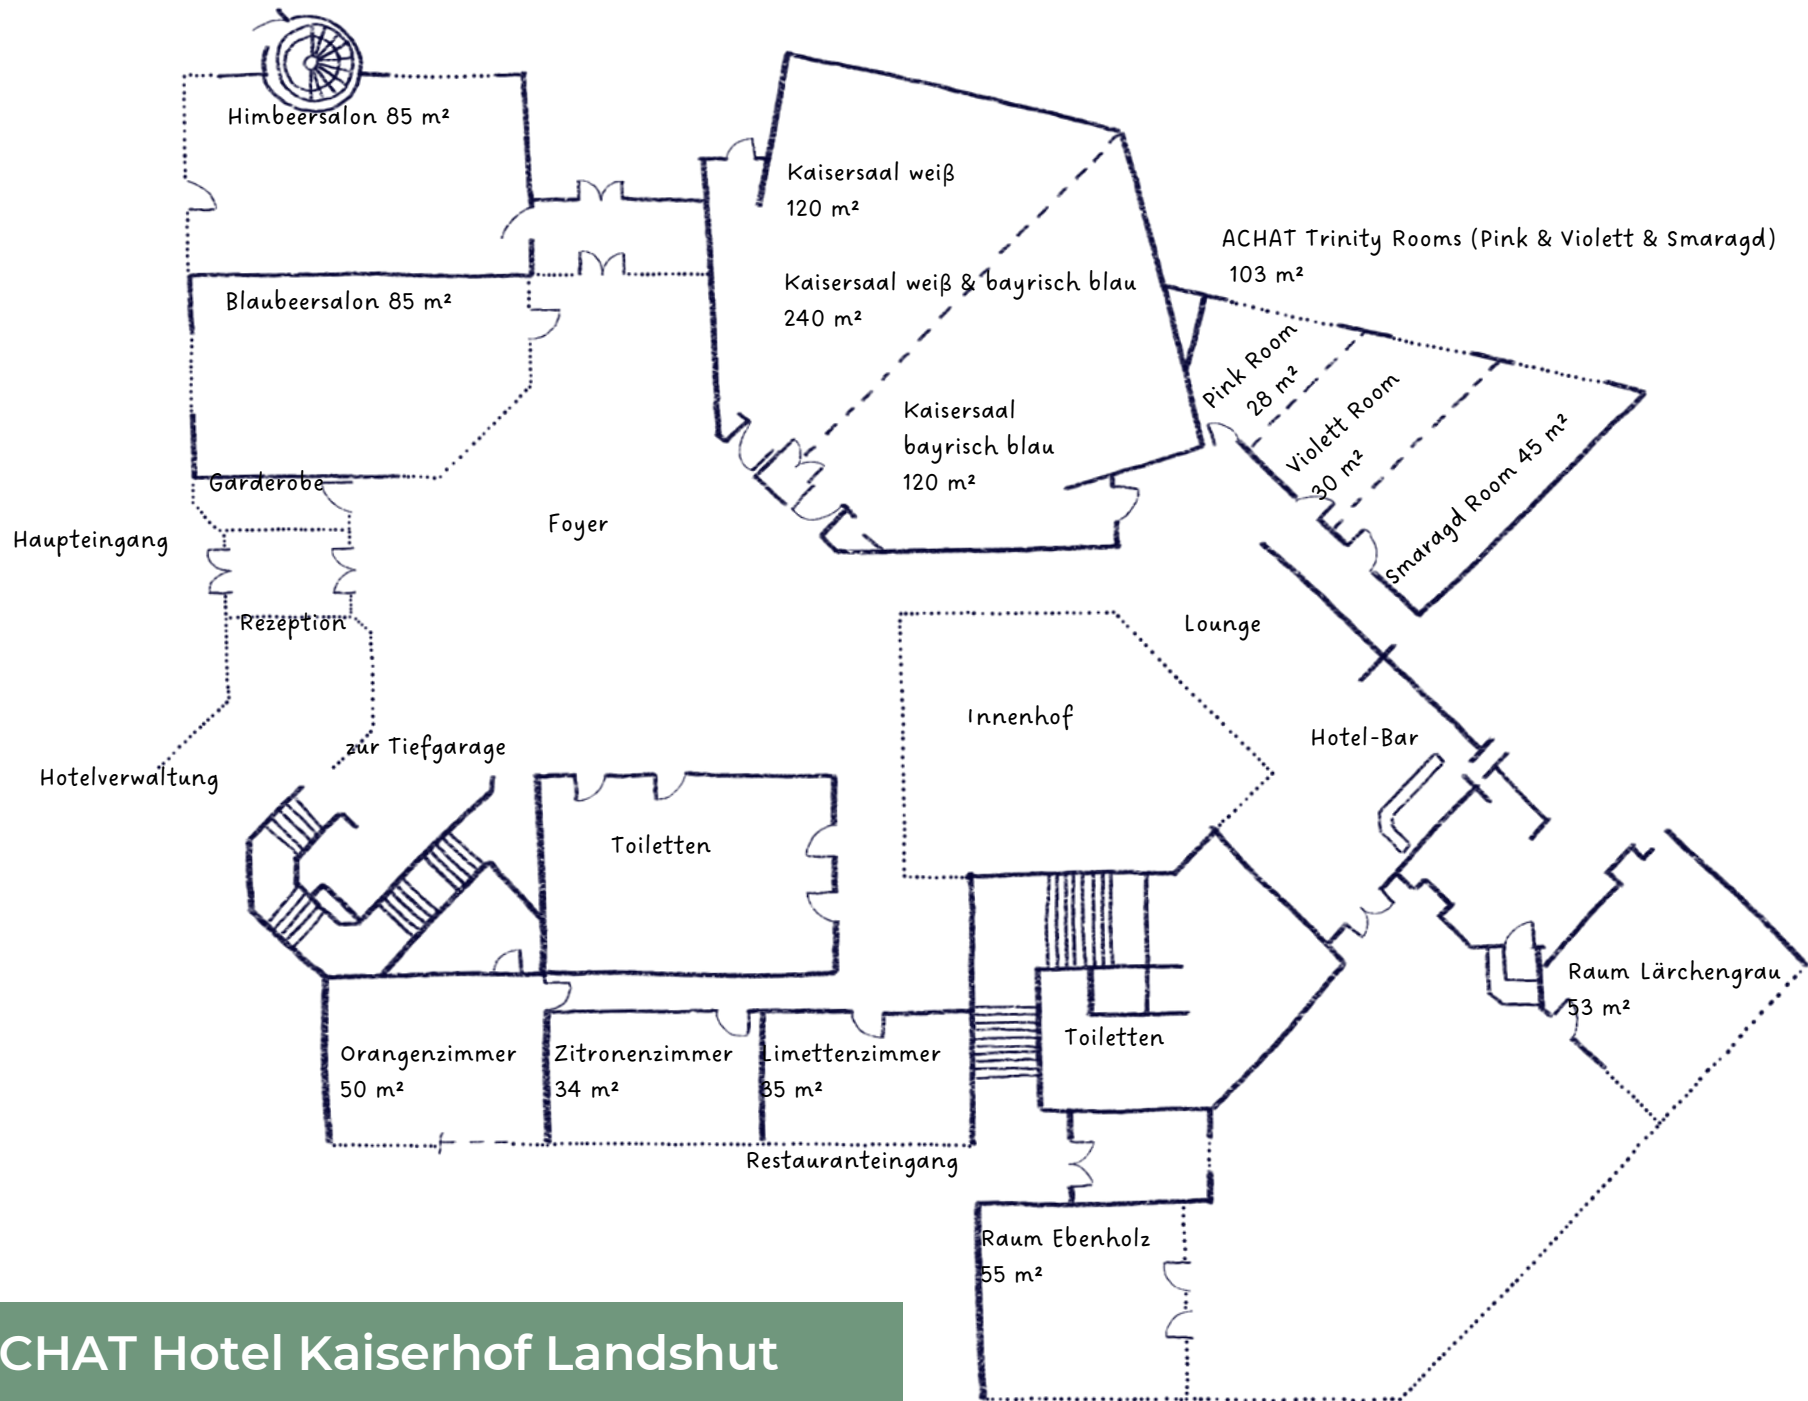 Himbeersalon 85 m²
Kaisersaal weiß
120 m²
ACHAT Trinity Rooms (Pink & Violett & Smaragd)
103 m²
Blaubeersalon 85 m²
Kaisersaal weiß & bayrisch blau
240 m²
Pink Room
28 m²
Violett Room
30 m²
Smaragd Room 45 m²
Kaisersaal
bayrisch blau
120 m²
Garderobe
Haupteingang
Foyer
Rezeption
Lounge
Innenhof
Hotel-Bar
zur Tiefgarage
Hotelverwaltung
Toiletten
Raum Lärchengrau
53 m²
Orangenzimmer
50 m²
Zitronenzimmer
34 m²
Limettenzimmer
35 m²
Toiletten
Restauranteingang
Raum Ebenholz
55 m²
CHAT Hotel Kaiserhof Landshut